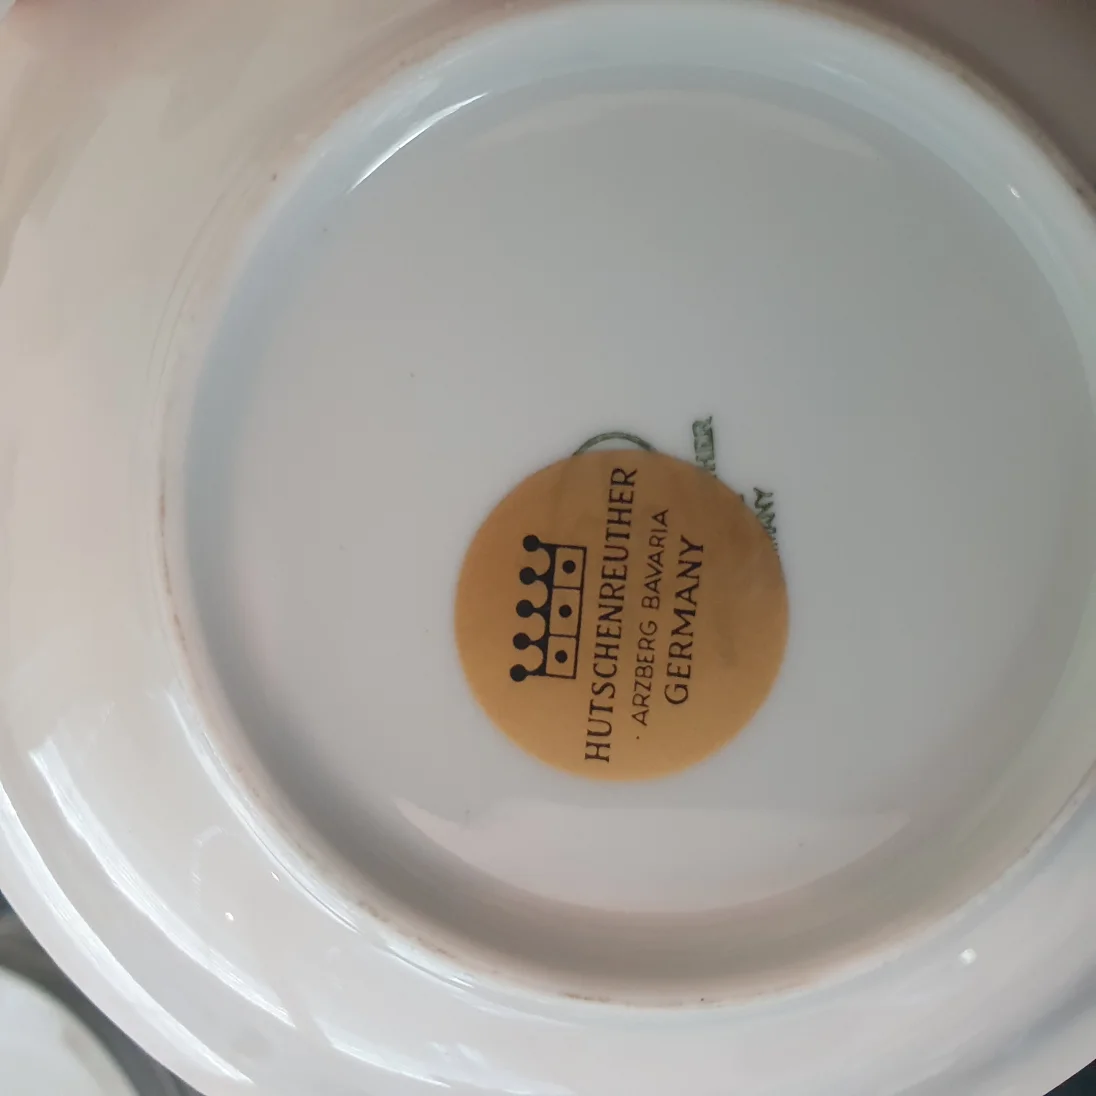 HUTSCHENREUTHER
· ARZBERG BAVARIA
GERMANY